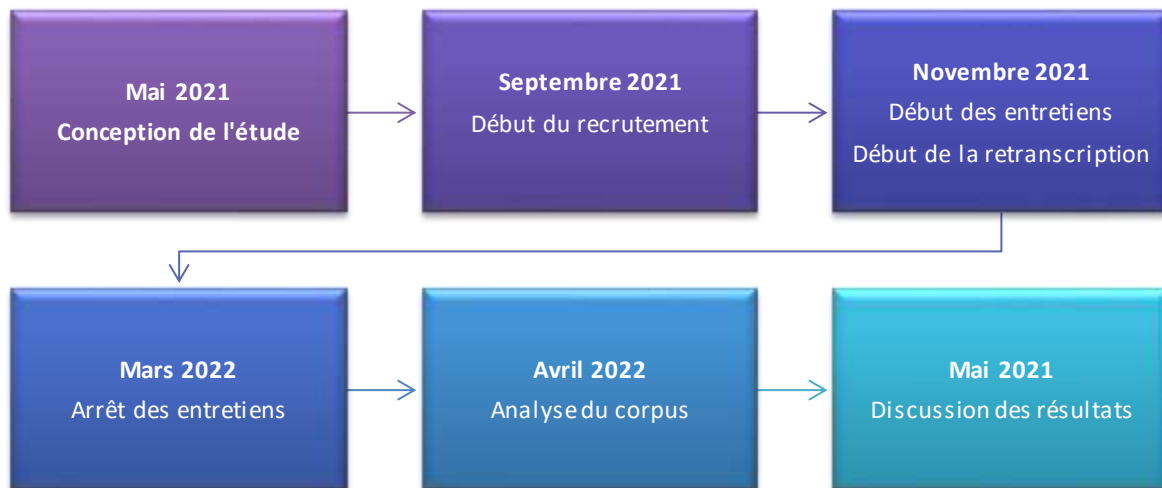 Mai 2021
Conception de l'étude
Septembre 2021
Début du recrutement
Novembre 2021
Début des entretiens
Début de la retranscription
Mars 2022
Arrêt des entretiens
Avril 2022
Analyse du corpus
Mai 2021
Discussion des résultats